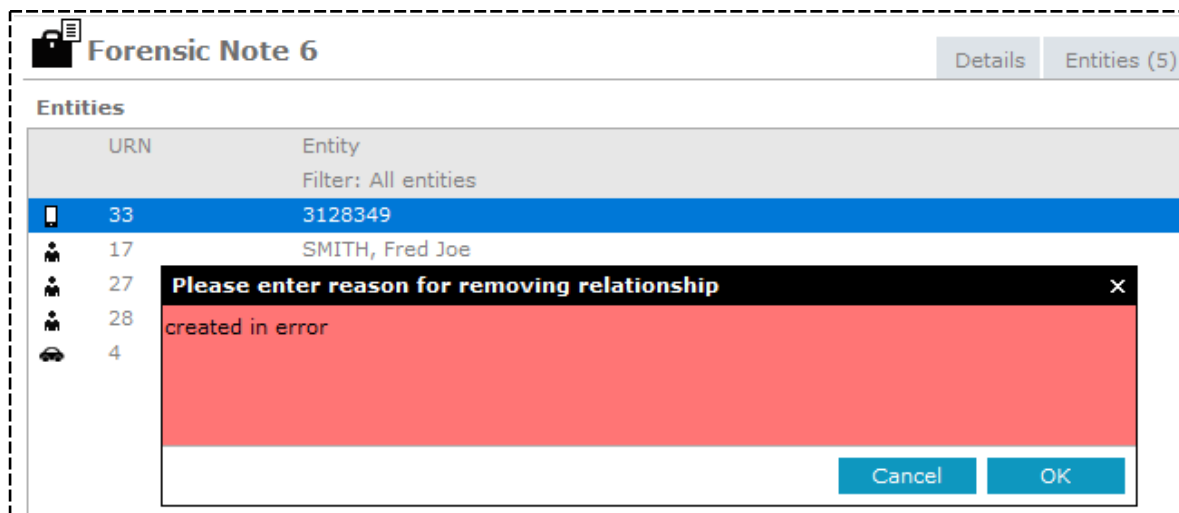 Forensic Note 6
Details Entities (5)
Entities
URN Entity
Filter: All entities
33 3128349
17 SMITH, Fred Joe
27
Please enter reason for removing relationship
28
created in error
4
Cancel OK